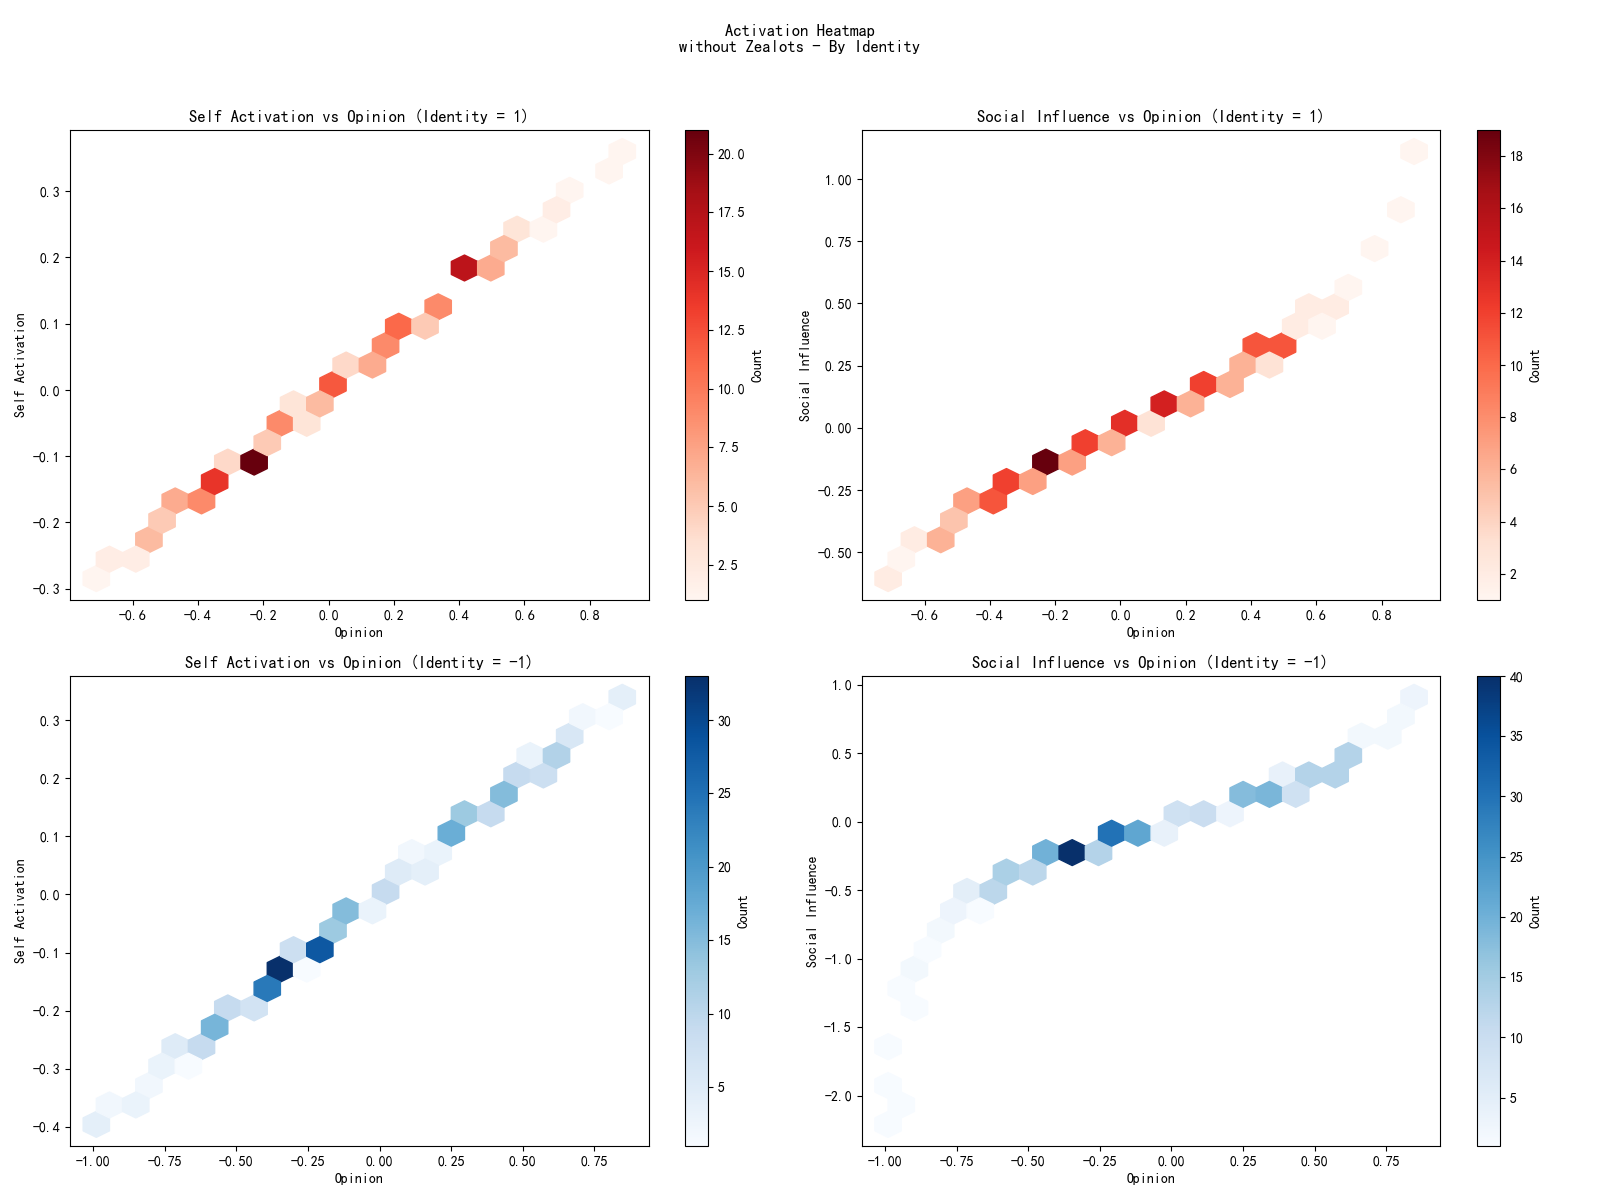 Activation Heatmap
without Zealots - By Identity
Self Activation vs Opinion (Identity = 1)
Self Activation
0.3
0.2
0.1
0.0
-0.1
-0.2
-0.3
-0.6 -0.4 -0.2 0.0 0.2 0.4 0.6 0.8
Opinion
20.0
17.5
15.0
12.5
10.0
7.5
5.0
2.5
Count
Social Influence vs Opinion (Identity = 1)
Social Influence
1.00
0.75
0.50
0.25
0.00
-0.25
-0.50
-0.6 -0.4 -0.2 0.0 0.2 0.4 0.6 0.8
Opinion
18
16
14
12
10
8
6
4
2
Count
Self Activation vs Opinion (Identity = -1)
Self Activation
0.3
0.2
0.1
0.0
-0.1
-0.2
-0.3
-0.4
-1.00 -0.75 -0.50 -0.25 0.00 0.25 0.50 0.75
Opinion
30
25
20
15
10
5
Count
Social Influence vs Opinion (Identity = -1)
Social Influence
1.0
0.5
0.0
-0.5
-1.0
-1.5
-2.0
-1.00 -0.75 -0.50 -0.25 0.00 0.25 0.50 0.75
Opinion
40
35
30
25
20
15
10
5
Count